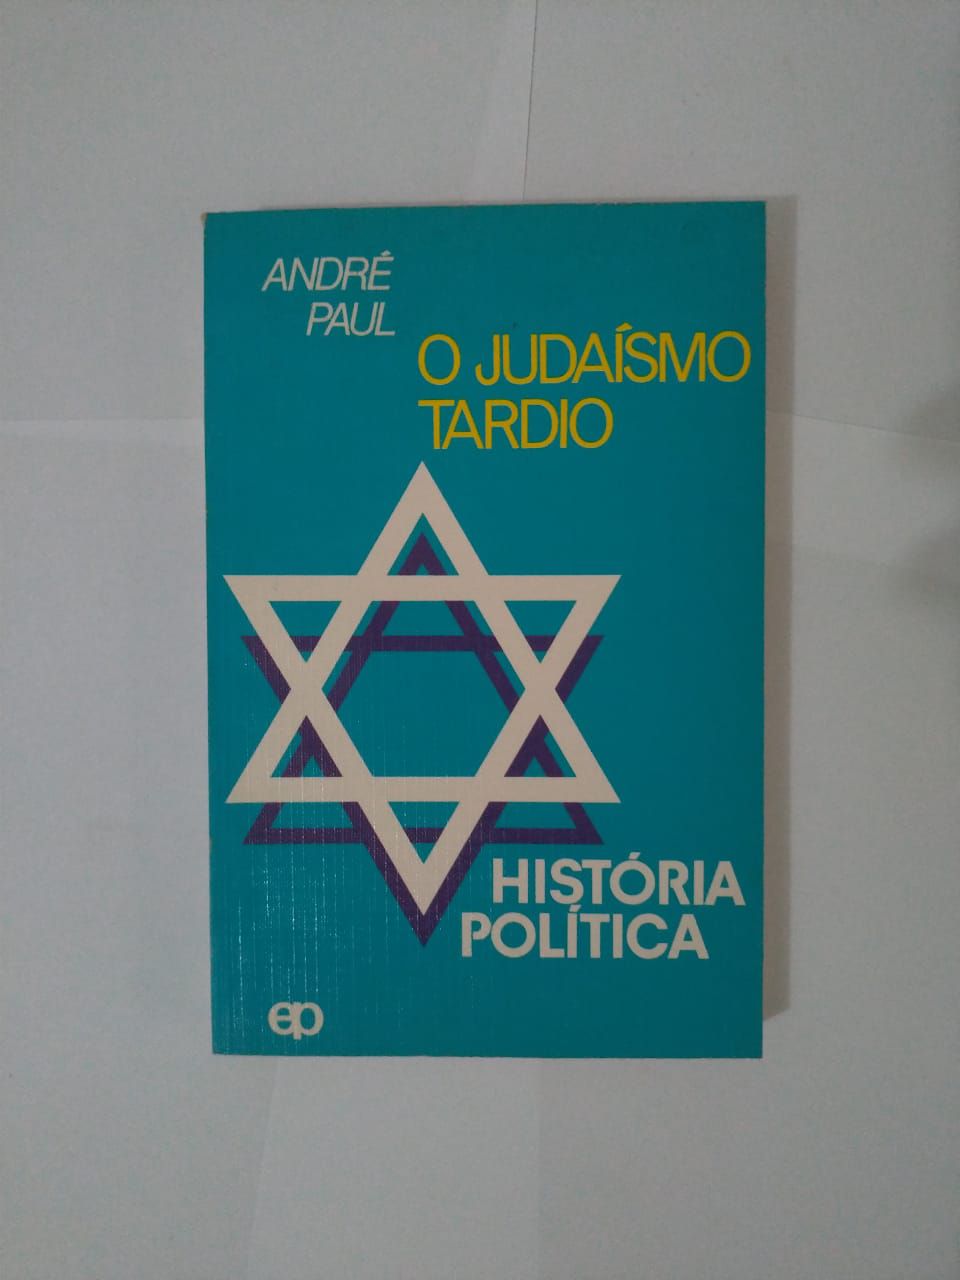 ANDRÉ
PAUL
O JUDAÍSMO
TARDIO
HISTÓRIA
POLÍTICA
ep